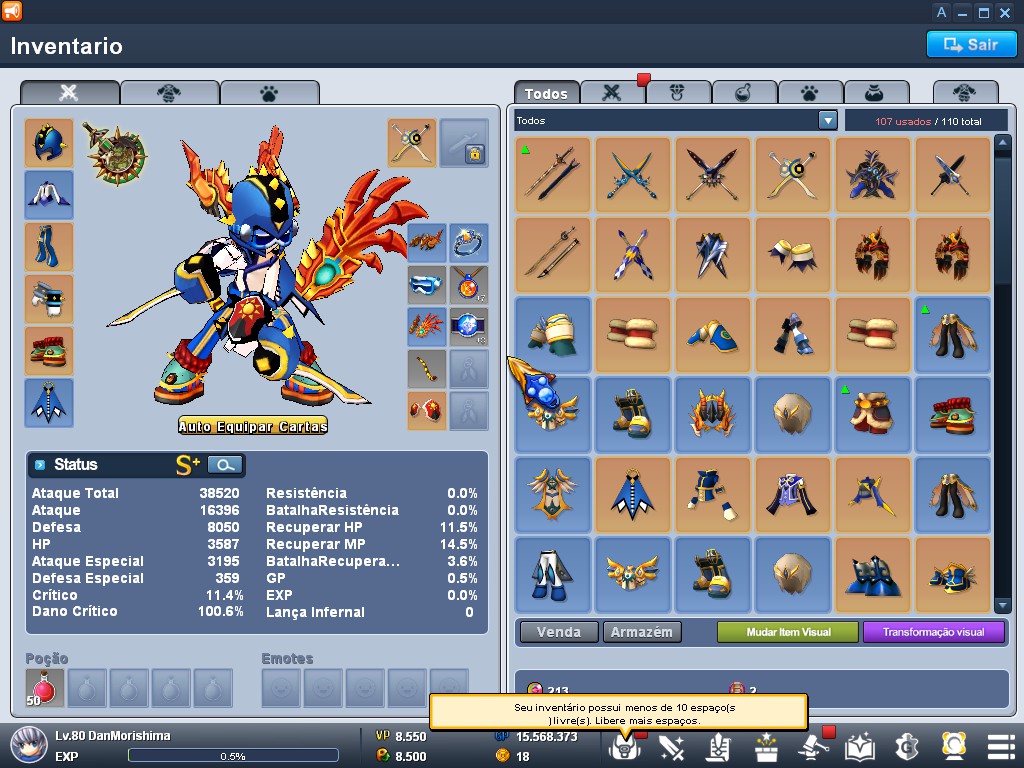 A
Inventario
Sair
Todos
Todos
107 usados / 110 total
17
13
Auto Equipar Cartas
Status S+
Ataque Total 38520
Ataque 16396
Defesa 8050
HP 3587
Ataque Especial 3195
Defesa Especial 359
Crítico 11.4%
Dano Crítico 100.6%
Resistência 0.0%
BatalhaResistência 0.0%
Recuperar HP 11.5%
Recuperar MP 14.5%
BatalhaRecupera... 3.6%
GP 0.5%
EXP 0.0%
Lança Infernal 0
Venda
Armazém
Mudar Item Visual
Transformação visual
Poção
50
Emotes
213
2
Seu inventário possui menos de 10 espaço(s
)livre(s). Libere mais espaços.
Lv.80 DanMorishima
EXP 0.5%
VP 8.550
8.500
GP 15.568.373
18